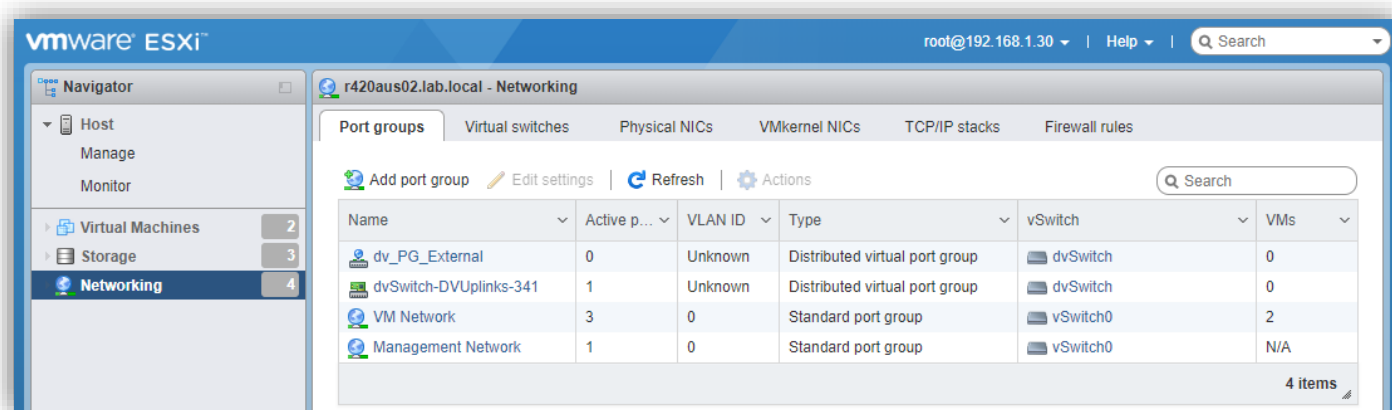 vmware ESXi™
root@192.168.1.30 | Help | Search
Navigator
Host
Manage
Monitor
Virtual Machines 2
Storage 3
Networking 4
r420aus02.lab.local - Networking
Port groups Virtual switches Physical NICs VMkernel NICs TCP/IP stacks Firewall rules
Add port group Edit settings | Refresh | Actions Search
Name Active p... VLAN ID Type vSwitch VMs
dv_PG_External 0 Unknown Distributed virtual port group dvSwitch 0
dvSwitch-DVUplinks-341 1 Unknown Distributed virtual port group dvSwitch 0
VM Network 3 0 Standard port group vSwitch0 2
Management Network 1 0 Standard port group vSwitch0 N/A
4 items